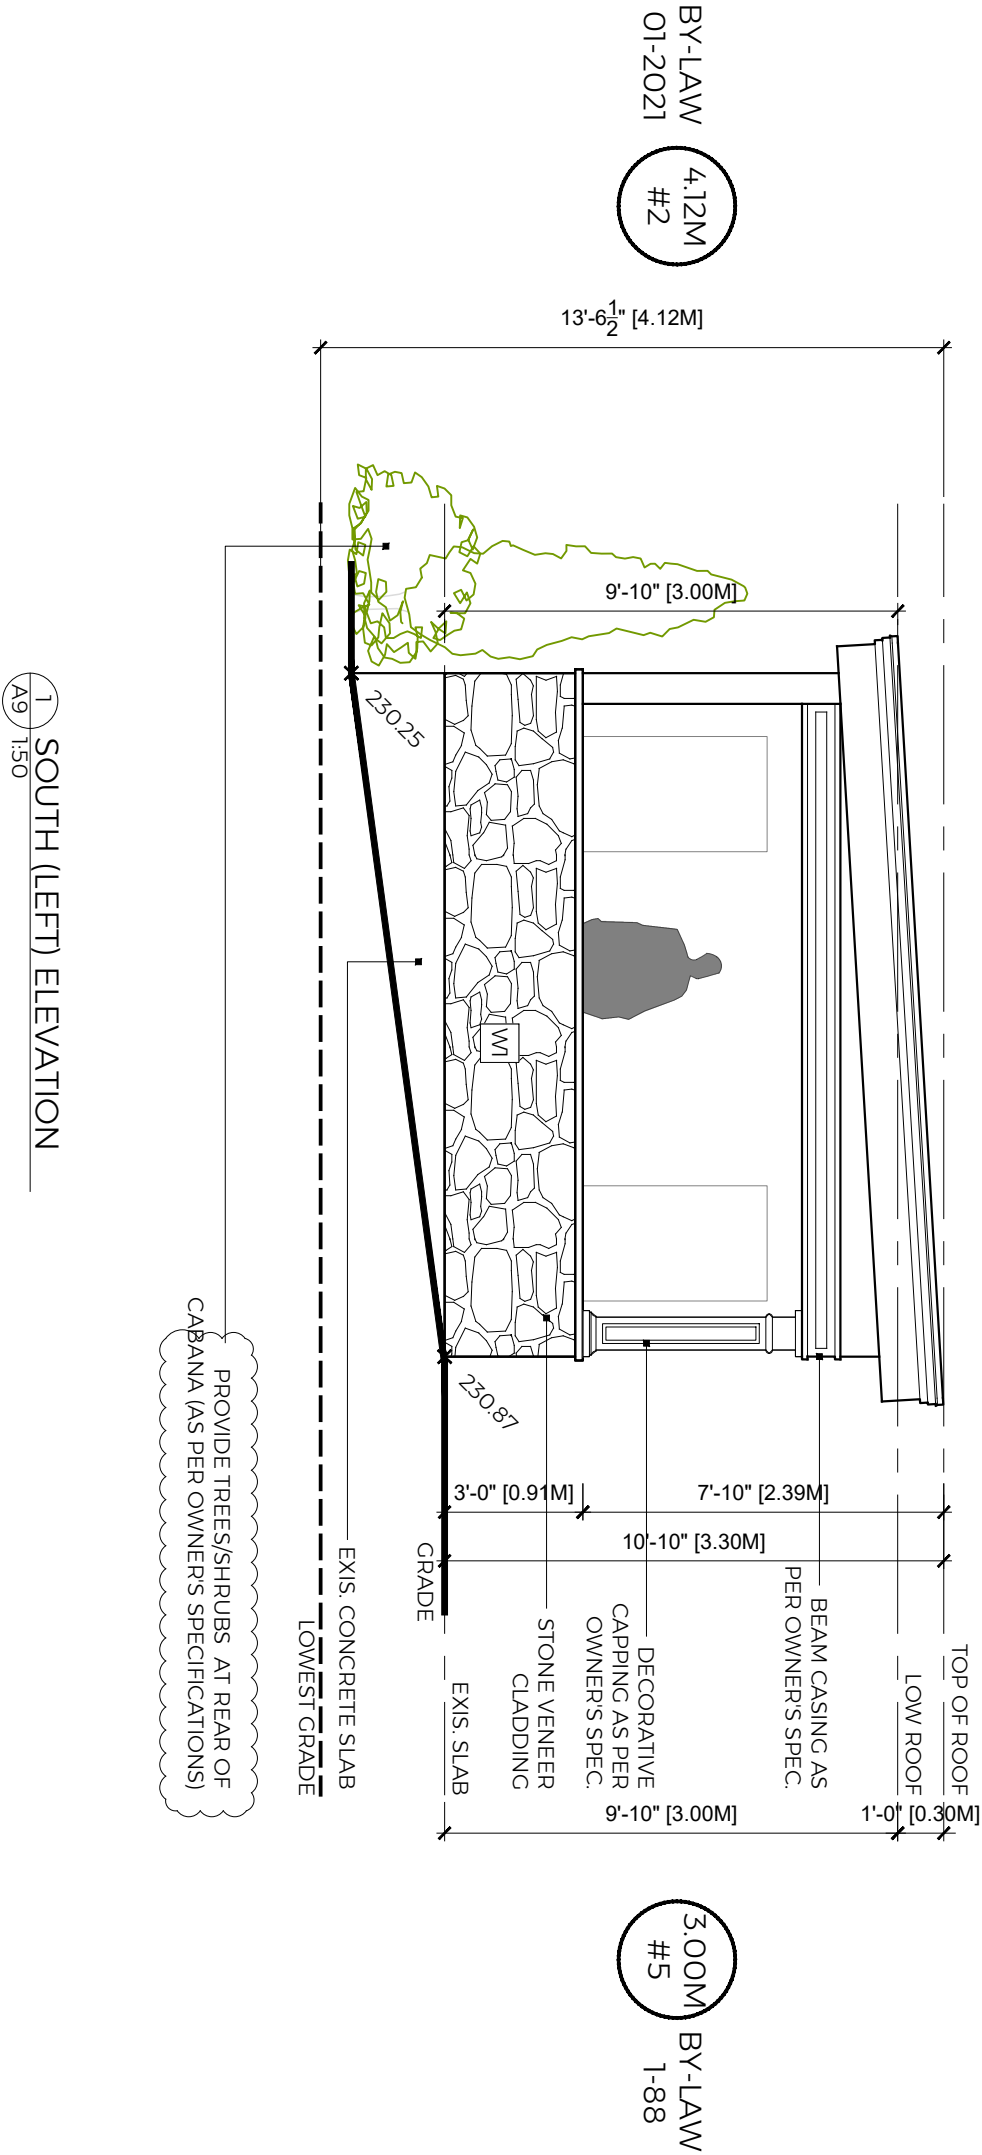 BY-LAW
01-2021
4.12M
#2
13'-6 1/2" [4.12M]
9'-10" [3.00M]
230.25
W1
230.87
3'-0" [0.91M]
7'-10" [2.39M]
10'-10" [3.30M]
TOP OF ROOF
LOW ROOF
BEAM CASING AS
PER OWNER'S SPEC.
DECORATIVE
CAPPING AS PER
OWNER'S SPEC.
STONE VENEER
CLADDING
EXIS. SLAB
GRADE
EXIS. CONCRETE SLAB
LOWEST GRADE
PROVIDE TREES/SHRUBS AT REAR OF
CABANA (AS PER OWNER'S SPECIFICATIONS)
9'-10" [3.00M]
1'-0" [0.30M]
3.00M
#5
BY-LAW
1-88
1
A9
SOUTH (LEFT) ELEVATION
1:50